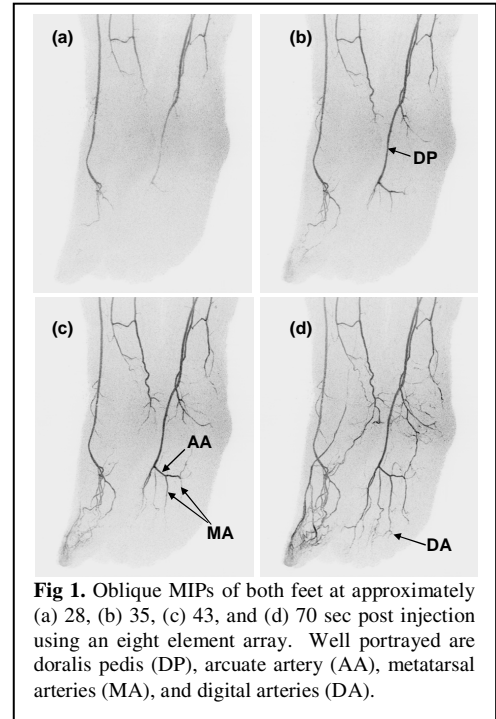 (a)
(b)
DP
(c)
AA
MA
(d)
DA
Fig 1. Oblique MIPs of both feet at approximately
(a) 28, (b) 35, (c) 43, and (d) 70 sec post injection
using an eight element array. Well portrayed are
doralis pedis (DP), arcuate artery (AA), metatarsal
arteries (MA), and digital arteries (DA).